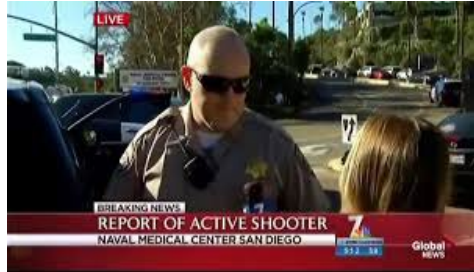 LIVE
BREAKING NEWS
REPORT OF ACTIVE SHOOTER
NAVAL MEDICAL CENTER SAN DIEGO
7
Global
NEWS